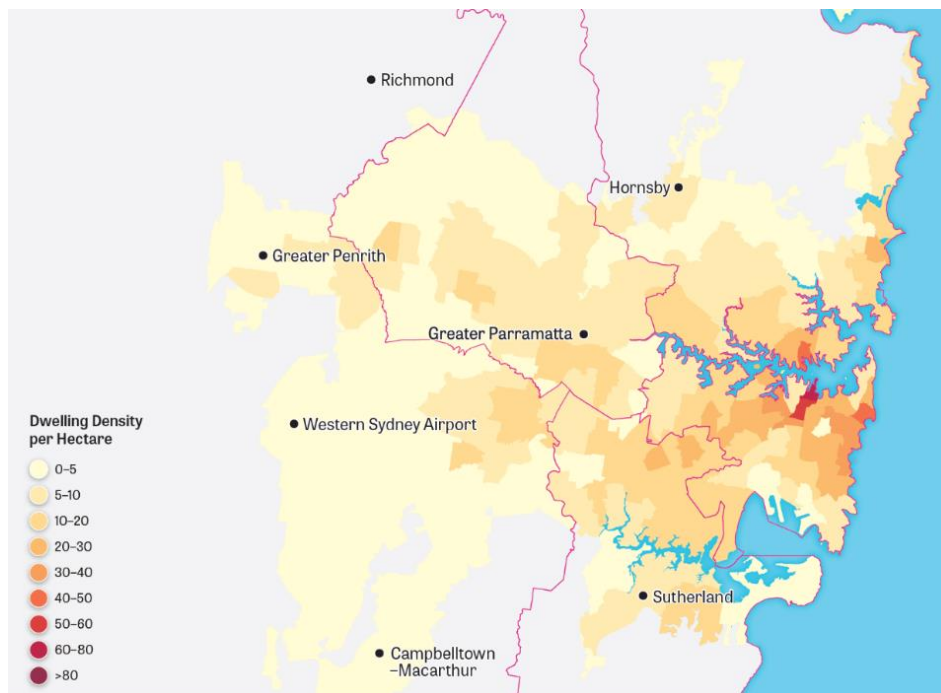 Richmond
Hornsby
Greater Penrith
Greater Parramatta
Western Sydney Airport
Sutherland
Campbelltown
–Macarthur
Dwelling Density
per Hectare
0–5
5–10
10–20
20–30
30–40
40–50
50–60
60–80
>80